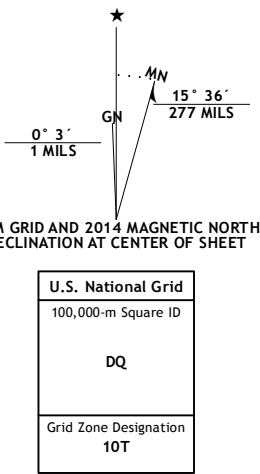 MN
GN
15° 36´
277 MILS
0° 3´
1 MILS
GRID AND 2014 MAGNETIC NORTH
AT CENTER OF SHEET
U.S. National Grid
100,000-m Square ID
DQ
Grid Zone Designation
10T